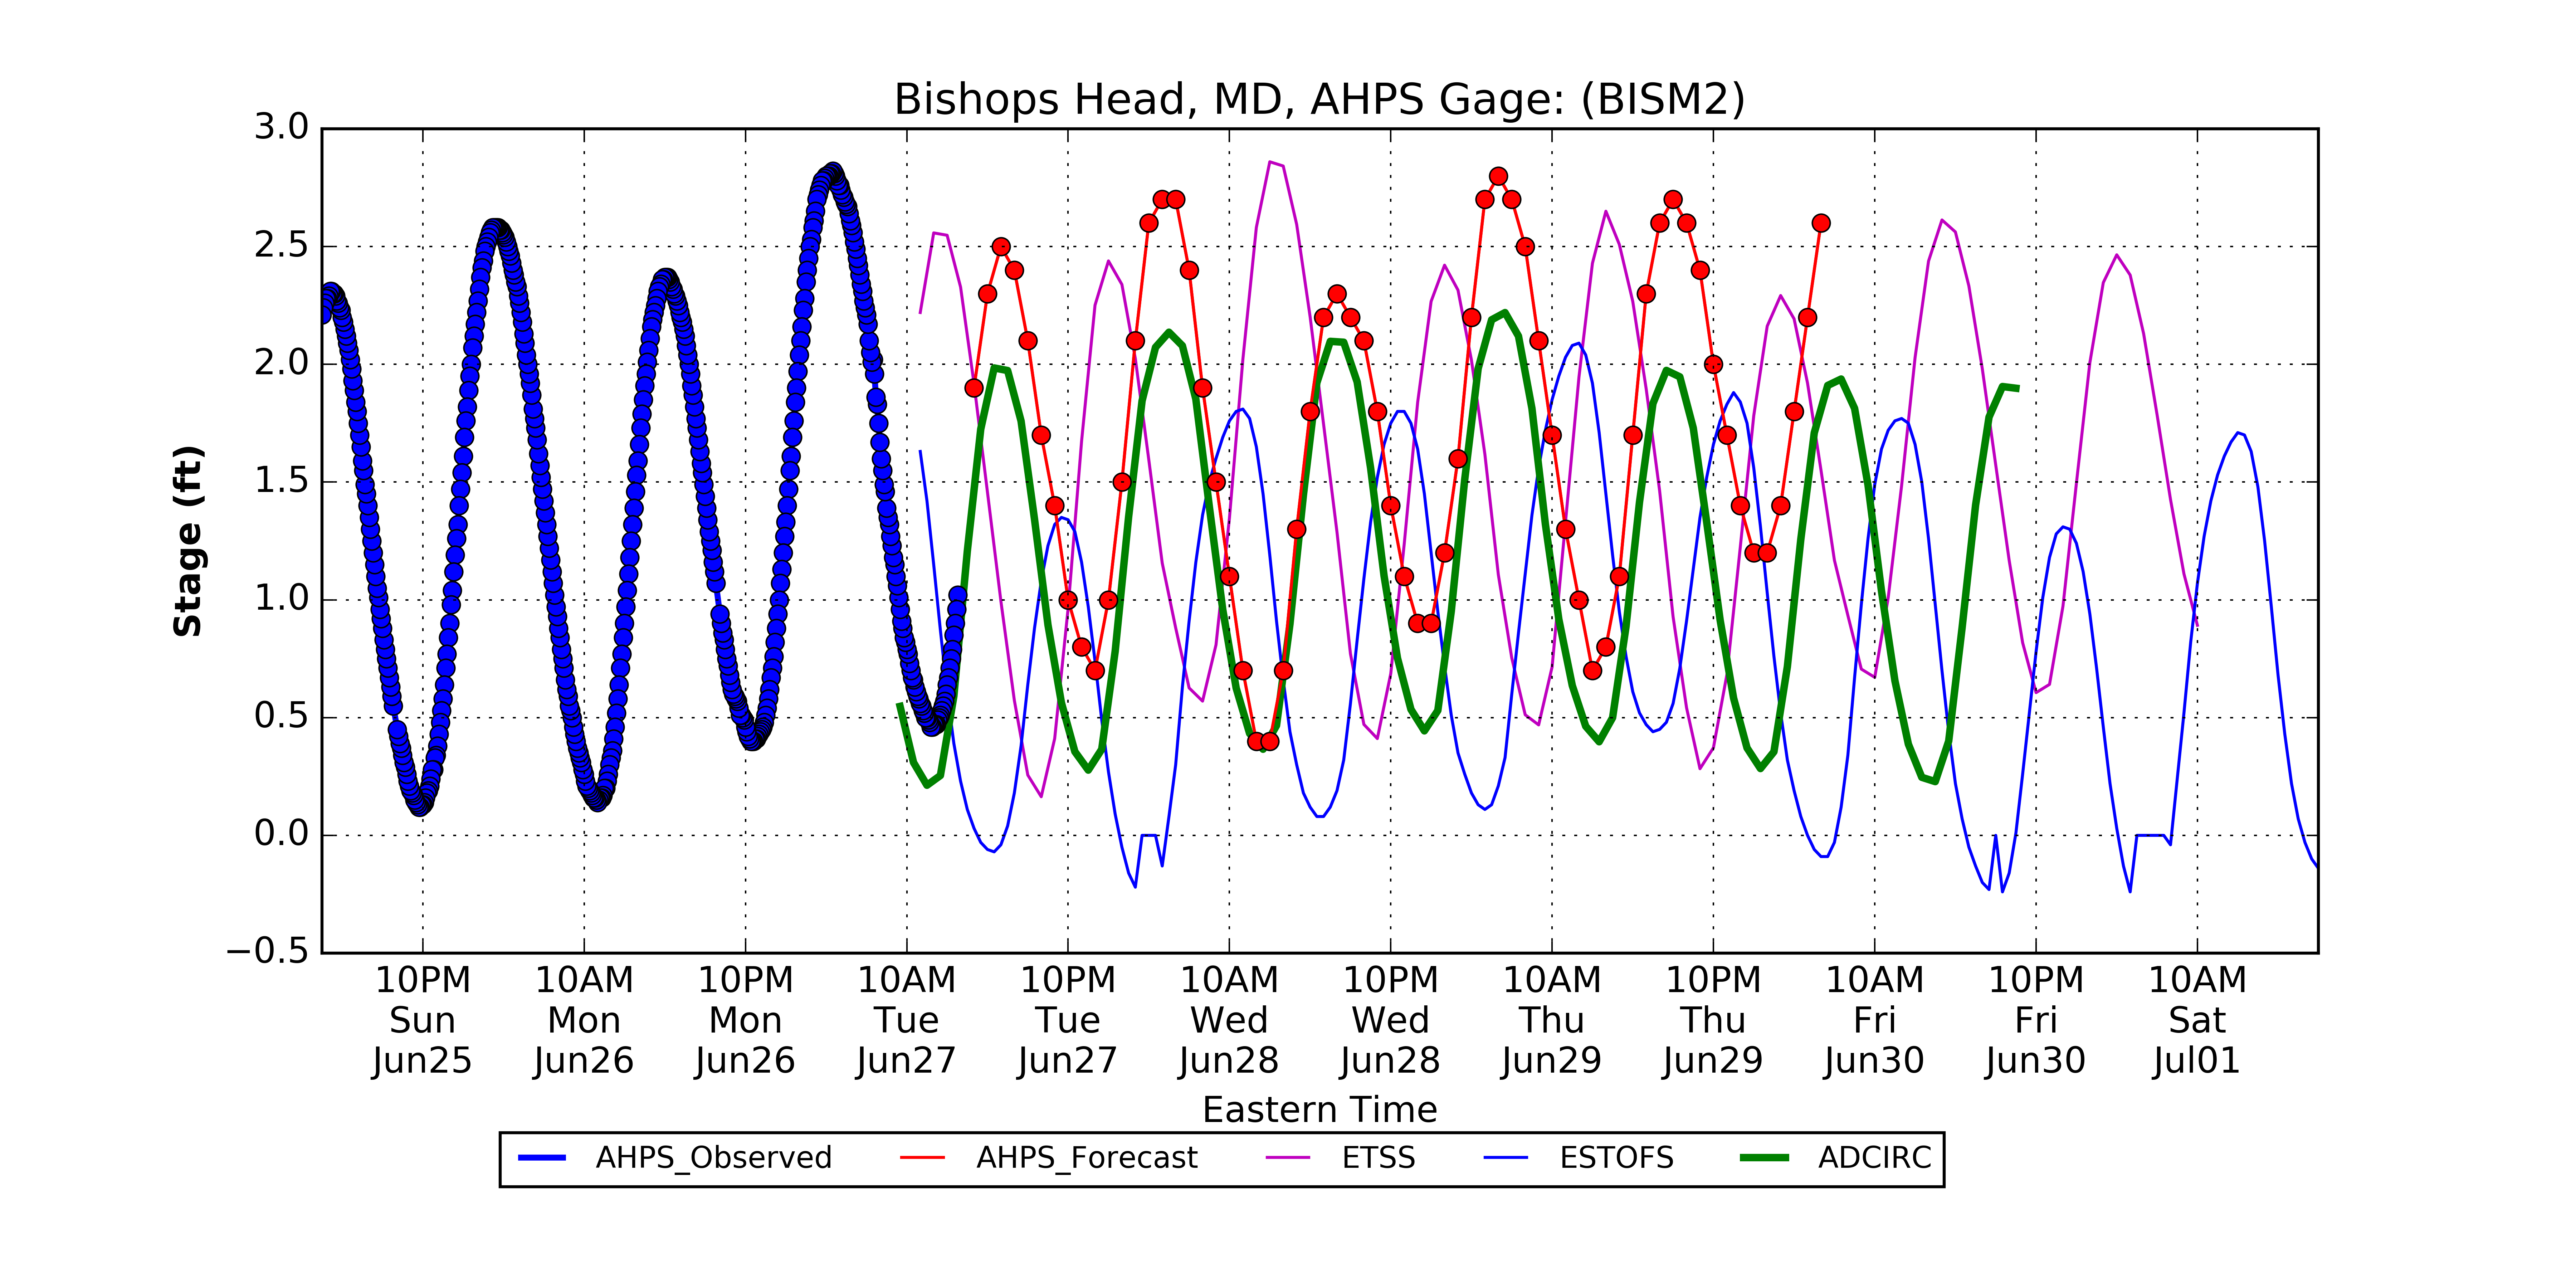 Bishops Head, MD, AHPS Gage: (BISM2)
3.0
2.5
2.0
1.5
1.0
0.5
0.0
−0.5
Stage (ft)
10PM 10AM 10PM 10AM 10PM 10AM 10PM 10AM 10PM 10AM 10PM 10AM
Sun Mon Mon Tue Tue Wed Wed Thu Thu Fri Fri Sat
Jun25 Jun26 Jun26 Jun27 Jun27 Jun28 Jun28 Jun29 Jun29 Jun30 Jun30 Jul01
Eastern Time
AHPS_Observed AHPS_Forecast ETSS ESTOFS ADCIRC